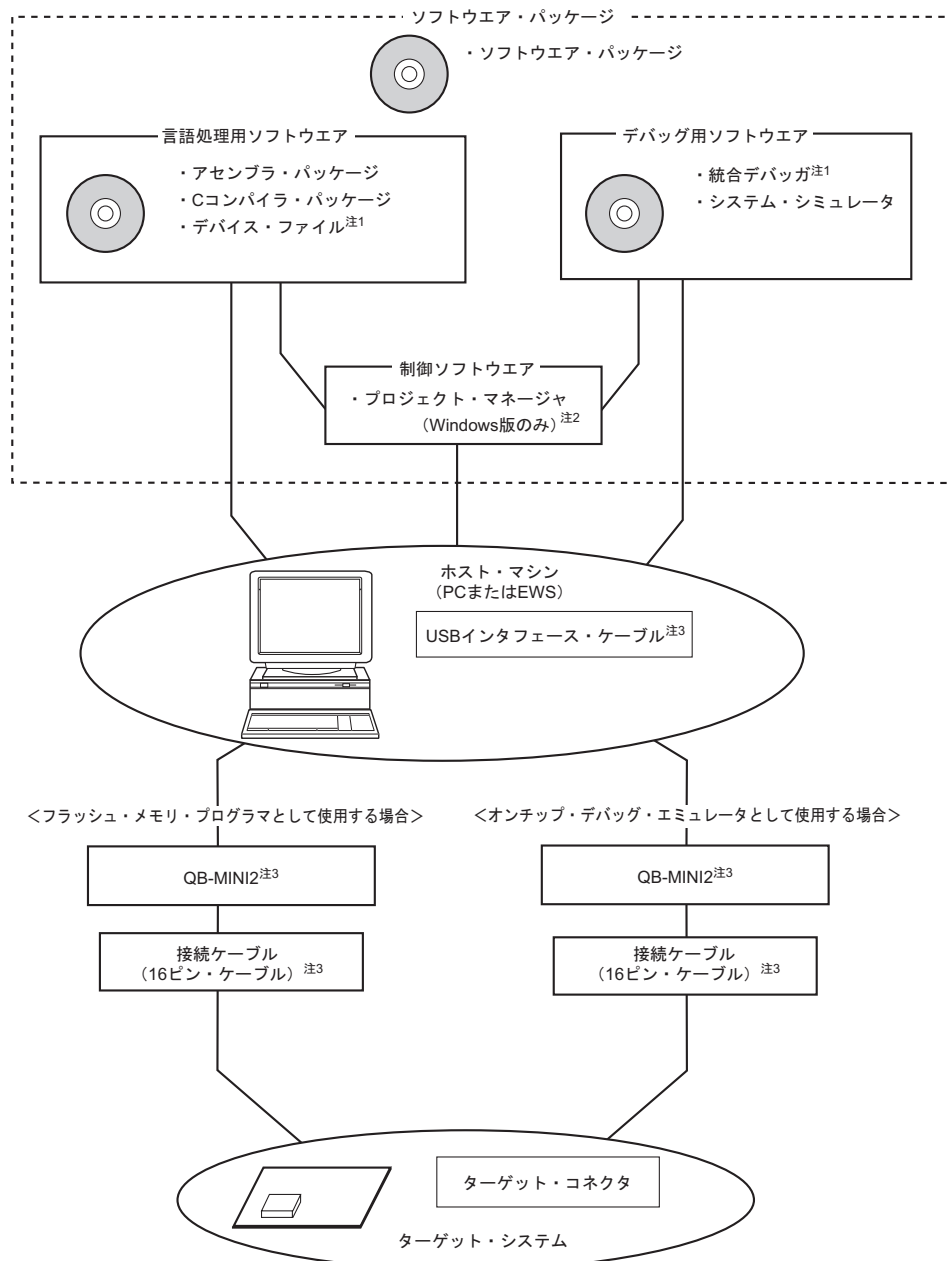 ソフトウエア・パッケージ
・ソフトウエア・パッケージ
言語処理用ソフトウエア
・アセンブラ・パッケージ
・Cコンパイラ・パッケージ
・デバイス・ファイル注1
デバッグ用ソフトウエア
・統合デバッガ注1
・システム・シミュレータ
制御ソフトウエア
・プロジェクト・マネージャ
(Windows版のみ)注2
ホスト・マシン
(PCまたはEWS)
USBインタフェース・ケーブル注3
＜フラッシュ・メモリ・プログラマとして使用する場合＞
QB-MINI2注3
接続ケーブル
(16ピン・ケーブル)注3
＜オンチップ・デバッグ・エミュレータとして使用する場合＞
QB-MINI2注3
接続ケーブル
(16ピン・ケーブル)注3
ターゲット・コネクタ
ターゲット・システム